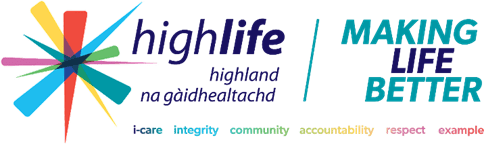 highlife
highland
na gàidhealtachd
MAKING
LIFE
BETTER
i-care integrity community accountability respect example